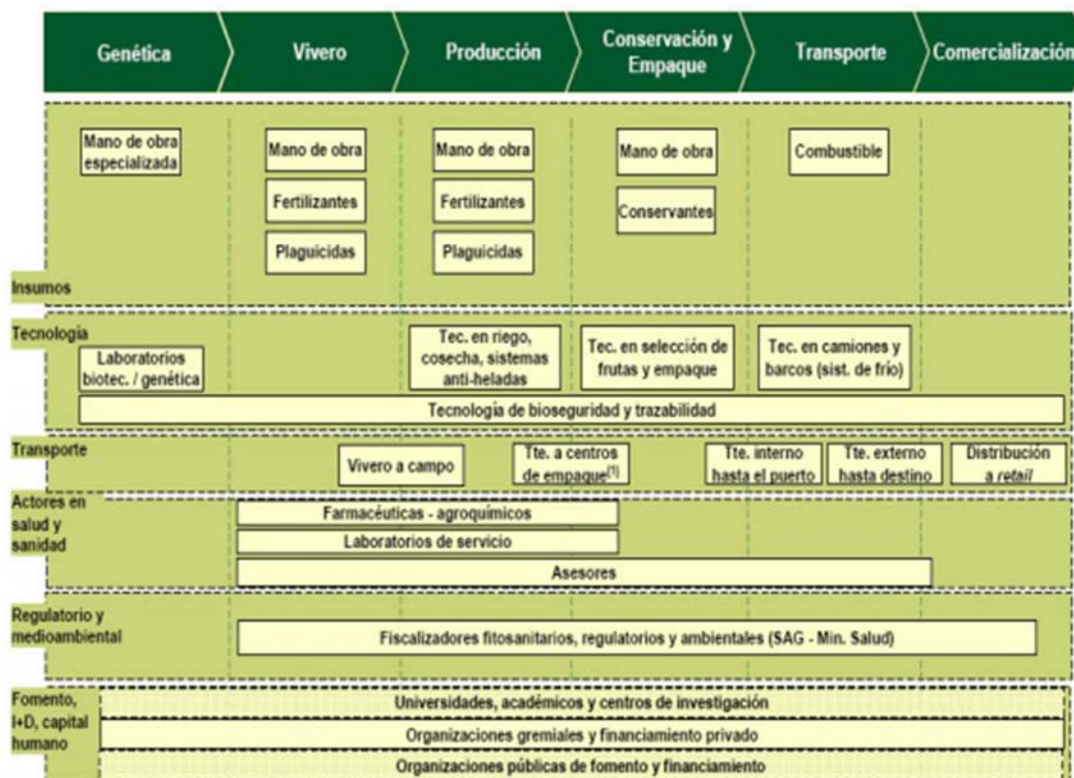 Genética
Vivero
Producción
Conservación y
Empaque
Transporte
Comercialización
Mano de obra
especializada
Mano de obra
Fertilizantes
Plaguicidas
Mano de obra
Fertilizantes
Plaguicidas
Mano de obra
Conservantes
Combustible
Insumos
Tecnología
Laboratorios
biotec. / genética
Tec. en riego,
cosecha, sistemas
anti-heladas
Tec. en selección de
frutas y empaque
Tec. en camiones y
barcos (sist. de frío)
Tecnología de bioseguridad y trazabilidad
Transporte
Vivero a campo
Tte. a centros
de empaque(1)
Tte. interno
hasta el puerto
Tte. externo
hasta destino
Distribución
a retail
Actores en
salud y
sanidad
Farmacéuticas - agroquímicos
Laboratorios de servicio
Asesores
Regulatorio y
medioambiental
Fiscalizadores fitosanitarios, regulatorios y ambientales (SAG - Min. Salud)
Fomento,
I+D, capital
humano
Universidades, académicos y centros de investigación
Organizaciones gremiales y financiamiento privado
Organizaciones públicas de fomento y financiamiento